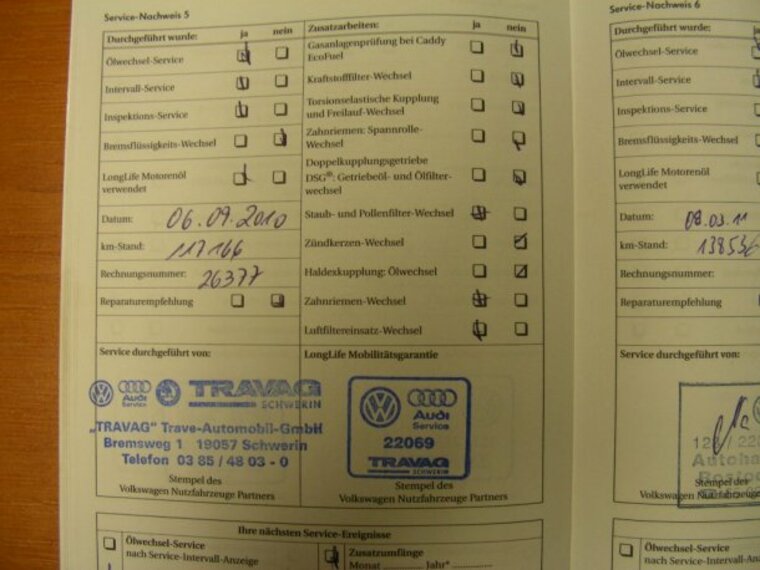 Service-Nachweis 5
Durchgeführt wurde: ja nein
Ölwechsel-Service
Intervall-Service
Inspektions-Service
Bremsflüssigkeits-Wechsel
LongLife Motorenöl
verwendet
Datum: 06.09.2010
km-Stand: 117166
Rechnungsnummer: 26377
Reparaturempfehlung
Zusatzarbeiten: ja nein
Gasanlagenprüfung bei Caddy
EcoFuel
Kraftstofffilter-Wechsel
Torsionselastische Kupplung
und Freilauf-Wechsel
Zahnriemen: Spannrolle-
Wechsel
Doppelkupplungsgetriebe
DSG®: Getriebeöl- und Ölfilter-
wechsel
Staub- und Pollenfilter-Wechsel
Zündkerzen-Wechsel
Haldexkupplung: Ölwechsel
Zahnriemen-Wechsel
Luftfiltereinsatz-Wechsel
Service durchgeführt von:
Audi
Service
TRAVAG
SCHWERIN
„TRAVAG" Trave-Automobil-GmbH
Bremsweg 1 19057 Schwerin
Telefon 03 85 / 48 03 - 0
Stempel des
Volkswagen Nutzfahrzeuge Partners
LongLife Mobilitätsgarantie
Audi
Service
22069
TRAVAG
SCHWERIN
Stempel des
Volkswagen Nutzfahrzeuge Partners
Ihre nächsten Service-Ereignisse
Ölwechsel-Service
nach Service-Intervall-Anzeige
Zusatzumfänge
Monat Jahr*
Service-Nachweis 6
Durchgeführt wurde: ja
Ölwechsel-Service
Intervall-Service
Inspektions-Service
Bremsflüssigkeits-Wechsel
LongLife Motorenöl
verwendet
Datum: 08.03.11
km-Stand: 138536
Rechnungsnummer:
Reparaturempfehlung
Service durchgeführt von:
Stempel des
Volkswagen Nutzfahrzeuge
Ölwechsel-Service
nach Service-Intervall-Anzeige